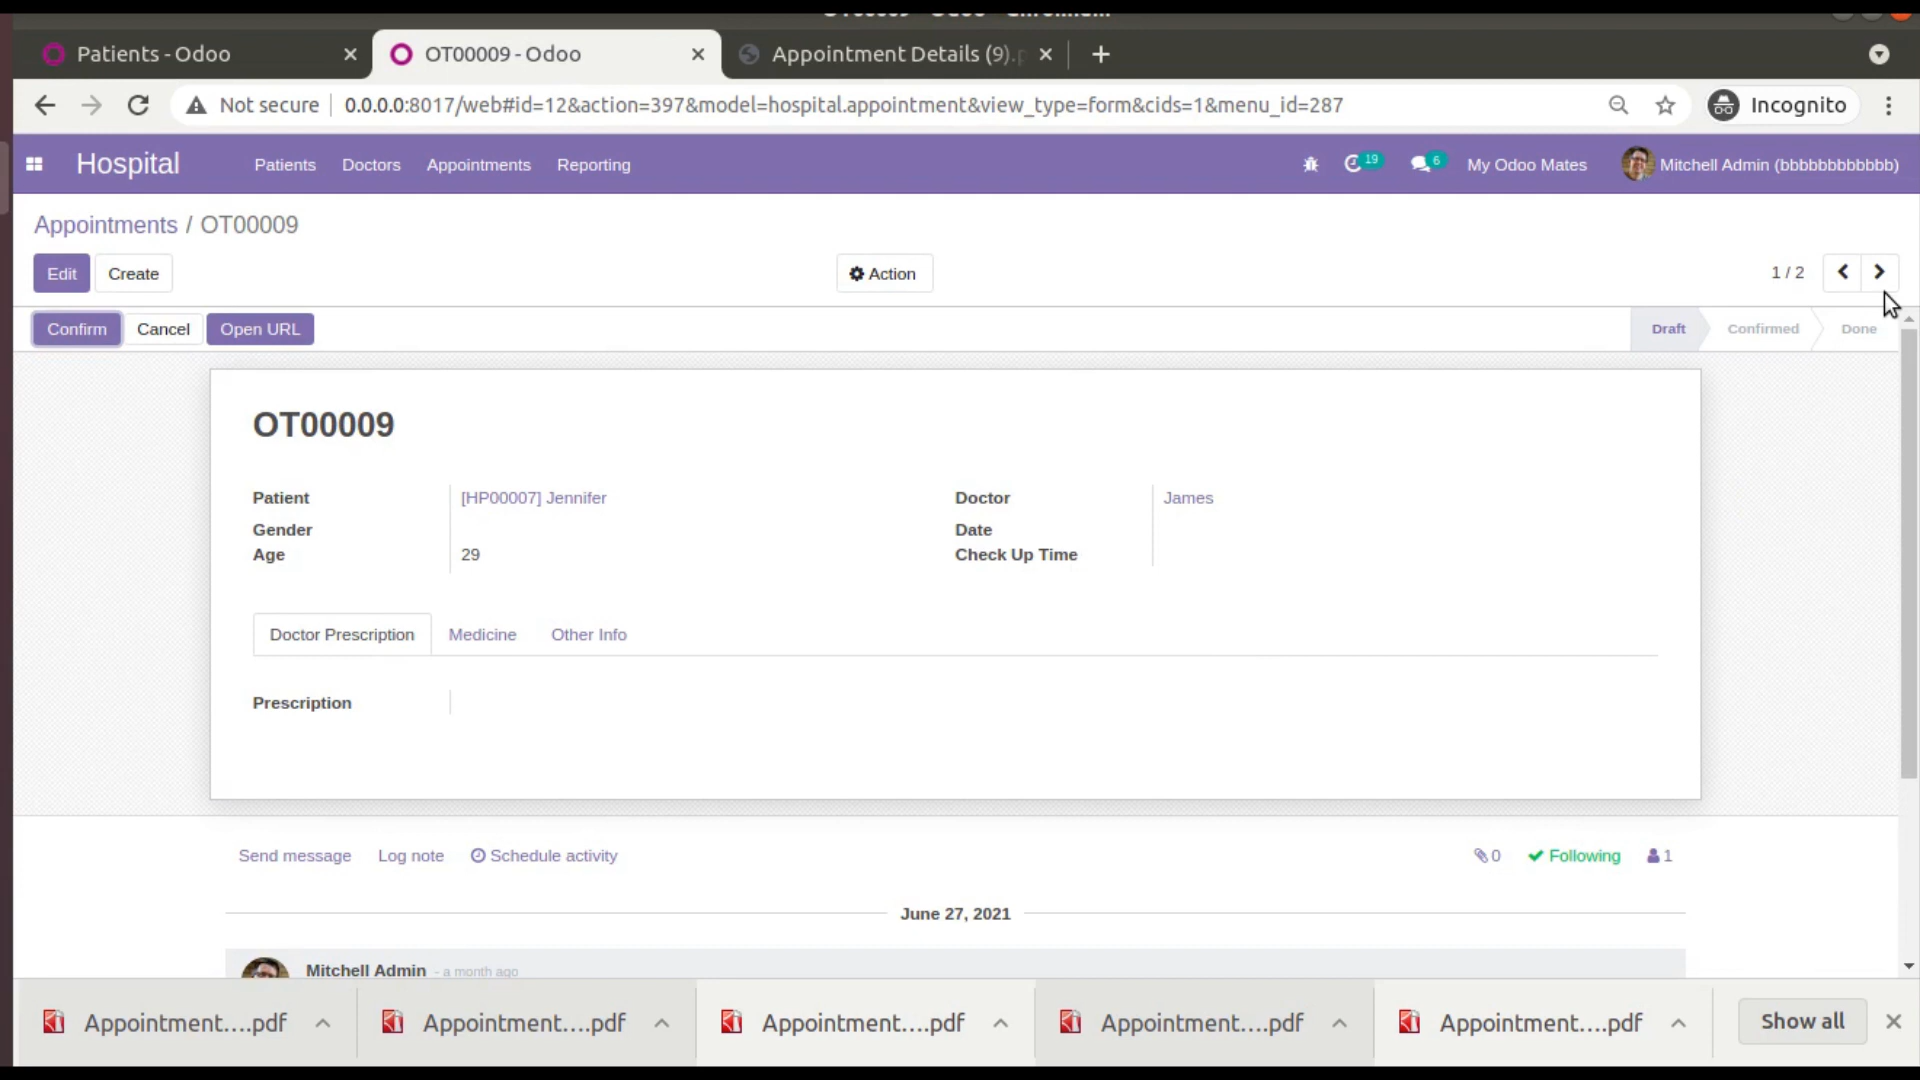 Patients - Odoo
OT00009 - Odoo
Appointment Details (9).p
Not secure
0.0.0.0:8017/web#id=12&action=397&model=hospital.appointment&view_type=form&cids=1&menu_id=287
Incognito
Hospital
Patients
Doctors
Appointments
Reporting
19
6
My Odoo Mates
Mitchell Admin (bbbbbbbbbbbb)
Appointments / OT00009
Edit
Create
Action
1 / 2
Confirm
Cancel
Open URL
Draft
Confirmed
Done
OT00009
Patient
[HP00007] Jennifer
Doctor
James
Gender
Date
Age
29
Check Up Time
Doctor Prescription
Medicine
Other Info
Prescription
Send message
Log note
Schedule activity
0
Following
1
June 27, 2021
Mitchell Admin - a month ago
Appointment....pdf
Appointment....pdf
Appointment....pdf
Appointment....pdf
Appointment....pdf
Show all